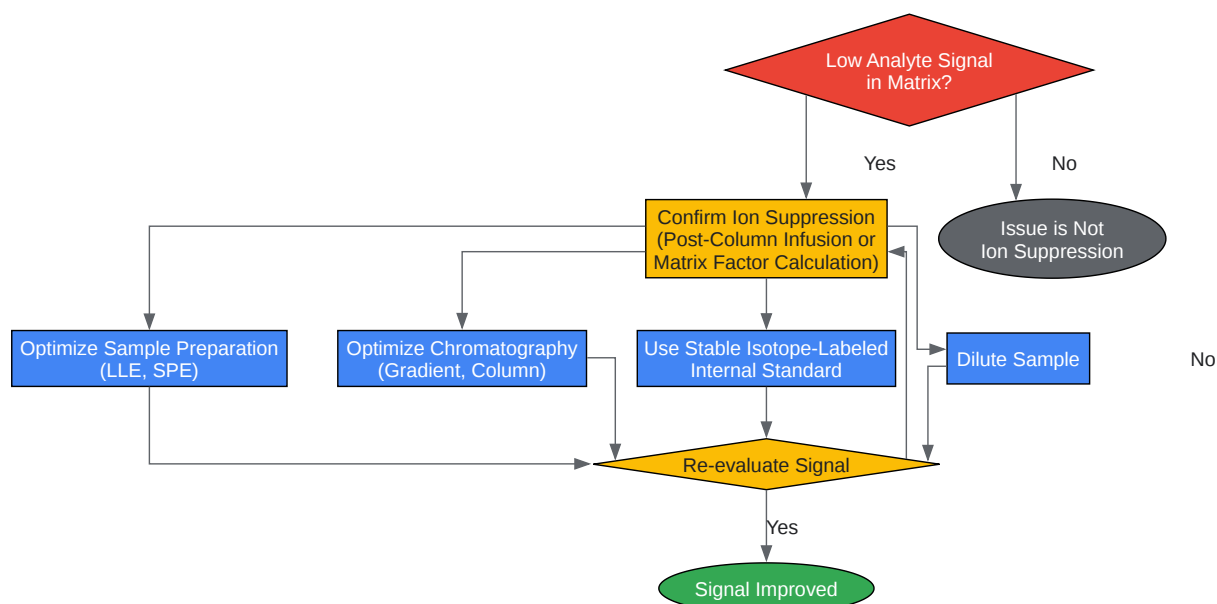 Low Analyte Signal
in Matrix?
Yes
No
Confirm Ion Suppression
(Post-Column Infusion or
Matrix Factor Calculation)
Issue is Not
Ion Suppression
Optimize Sample Preparation
(LLE, SPE)
Optimize Chromatography
(Gradient, Column)
Use Stable Isotope-Labeled
Internal Standard
Dilute Sample
No
Re-evaluate Signal
Yes
Signal Improved